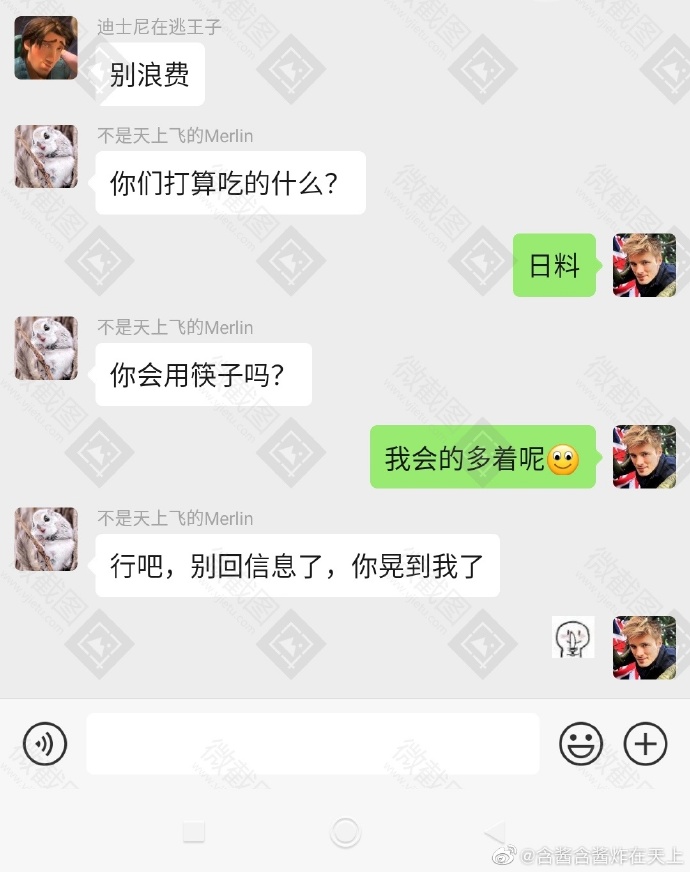 迪士尼在逃王子
别浪费
不是天上飞的Merlin
你们打算吃的什么？
日料
不是天上飞的Merlin
你会用筷子吗？
我会的多着呢🙂
不是天上飞的Merlin
行吧，别回信息了，你晃到我了
微截图
@含酱含酱炸在天上